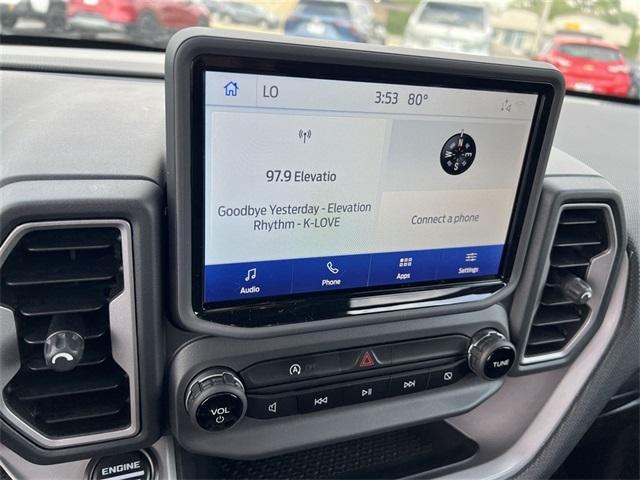 LO
3:53 80°
97.9 Elevatio
Goodbye Yesterday - Elevation
Rhythm - K-LOVE
N
W E
S
Connect a phone
Audio
Phone
Apps
Settings
VOL
TUNE
A
ENGINE